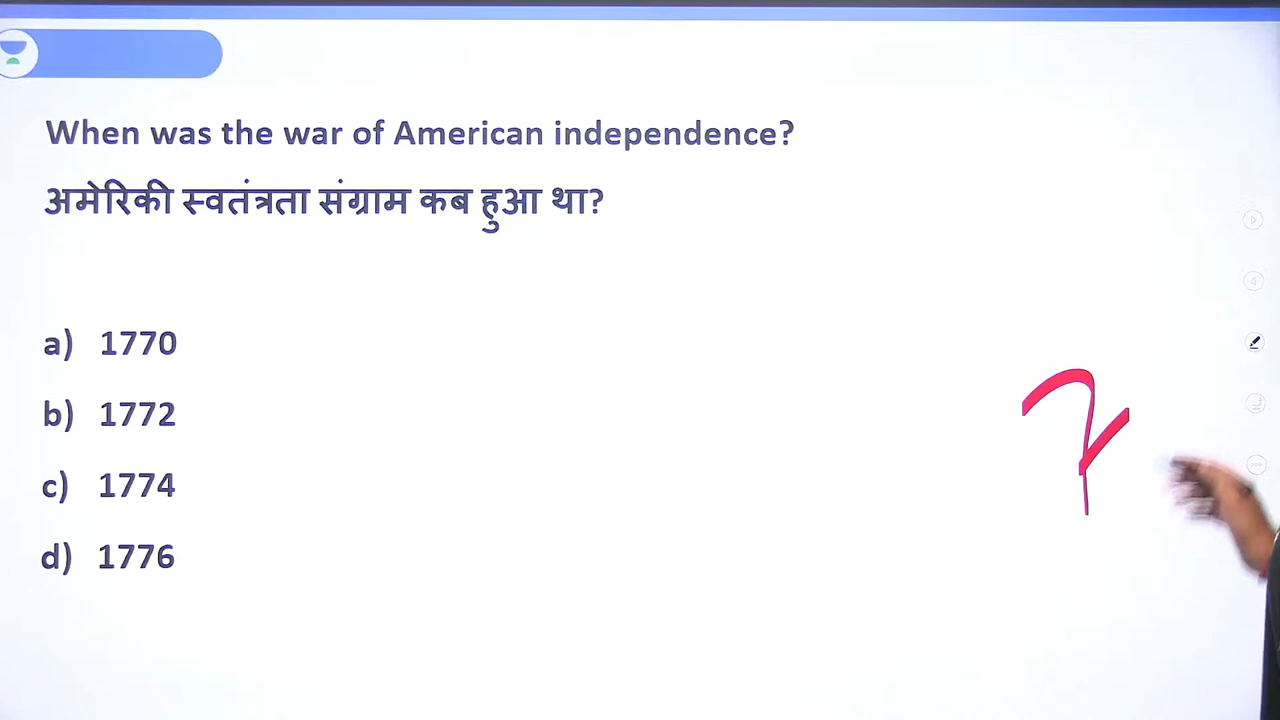 When was the war of American independence?
अमेरिकी स्वतंत्रता संग्राम कब हुआ था?
a) 1770
b) 1772
c) 1774
d) 1776